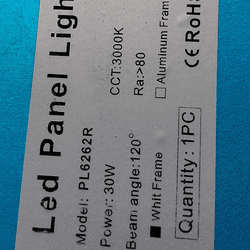 Led Panel Ligh
Model: PL6262R
CCT:3000K
Power: 30W
Ra:>80
Beam angle:120°
□ Aluminum Fram
■ Whit Frame
CE RoHS
Quantity: 1PC